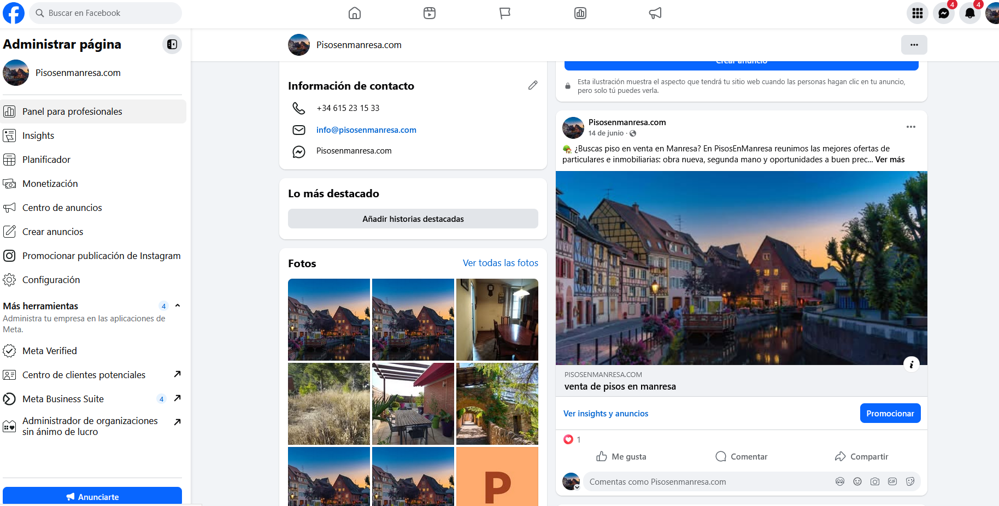 Buscar en Facebook
4
4
Administrar página
Pisosenmanresa.com
Panel para profesionales
Insights
Planificador
Monetización
Centro de anuncios
Crear anuncios
Promocionar publicación de Instagram
Configuración
Más herramientas
4
Administra tu empresa en las aplicaciones de
Meta.
Meta Verified
Centro de clientes potenciales
Meta Business Suite
4
Administrador de organizaciones
sin ánimo de lucro
Anunciarte
Pisosenmanresa.com
Información de contacto
+34 615 23 15 33
info@pisosenmanresa.com
Pisosenmanresa.com
Lo más destacado
Añadir historias destacadas
Fotos
Ver todas las fotos
P
Crear anuncio
Esta ilustración muestra el aspecto que tendrá tu sitio web cuando las personas hagan clic en tu anuncio,
pero solo tú puedes verla.
Pisosenmanresa.com
14 de junio ·
¿Buscas piso en venta en Manresa? En PisosEnManresa reunimos las mejores ofertas de
particulares e inmobiliarias: obra nueva, segunda mano y oportunidades a buen prec... Ver más
PISOSENMANRESA.COM
venta de pisos en manresa
Ver insights y anuncios
Promocionar
1
Me gusta
Comentar
Compartir
Comentas como Pisosenmanresa.com
GIF